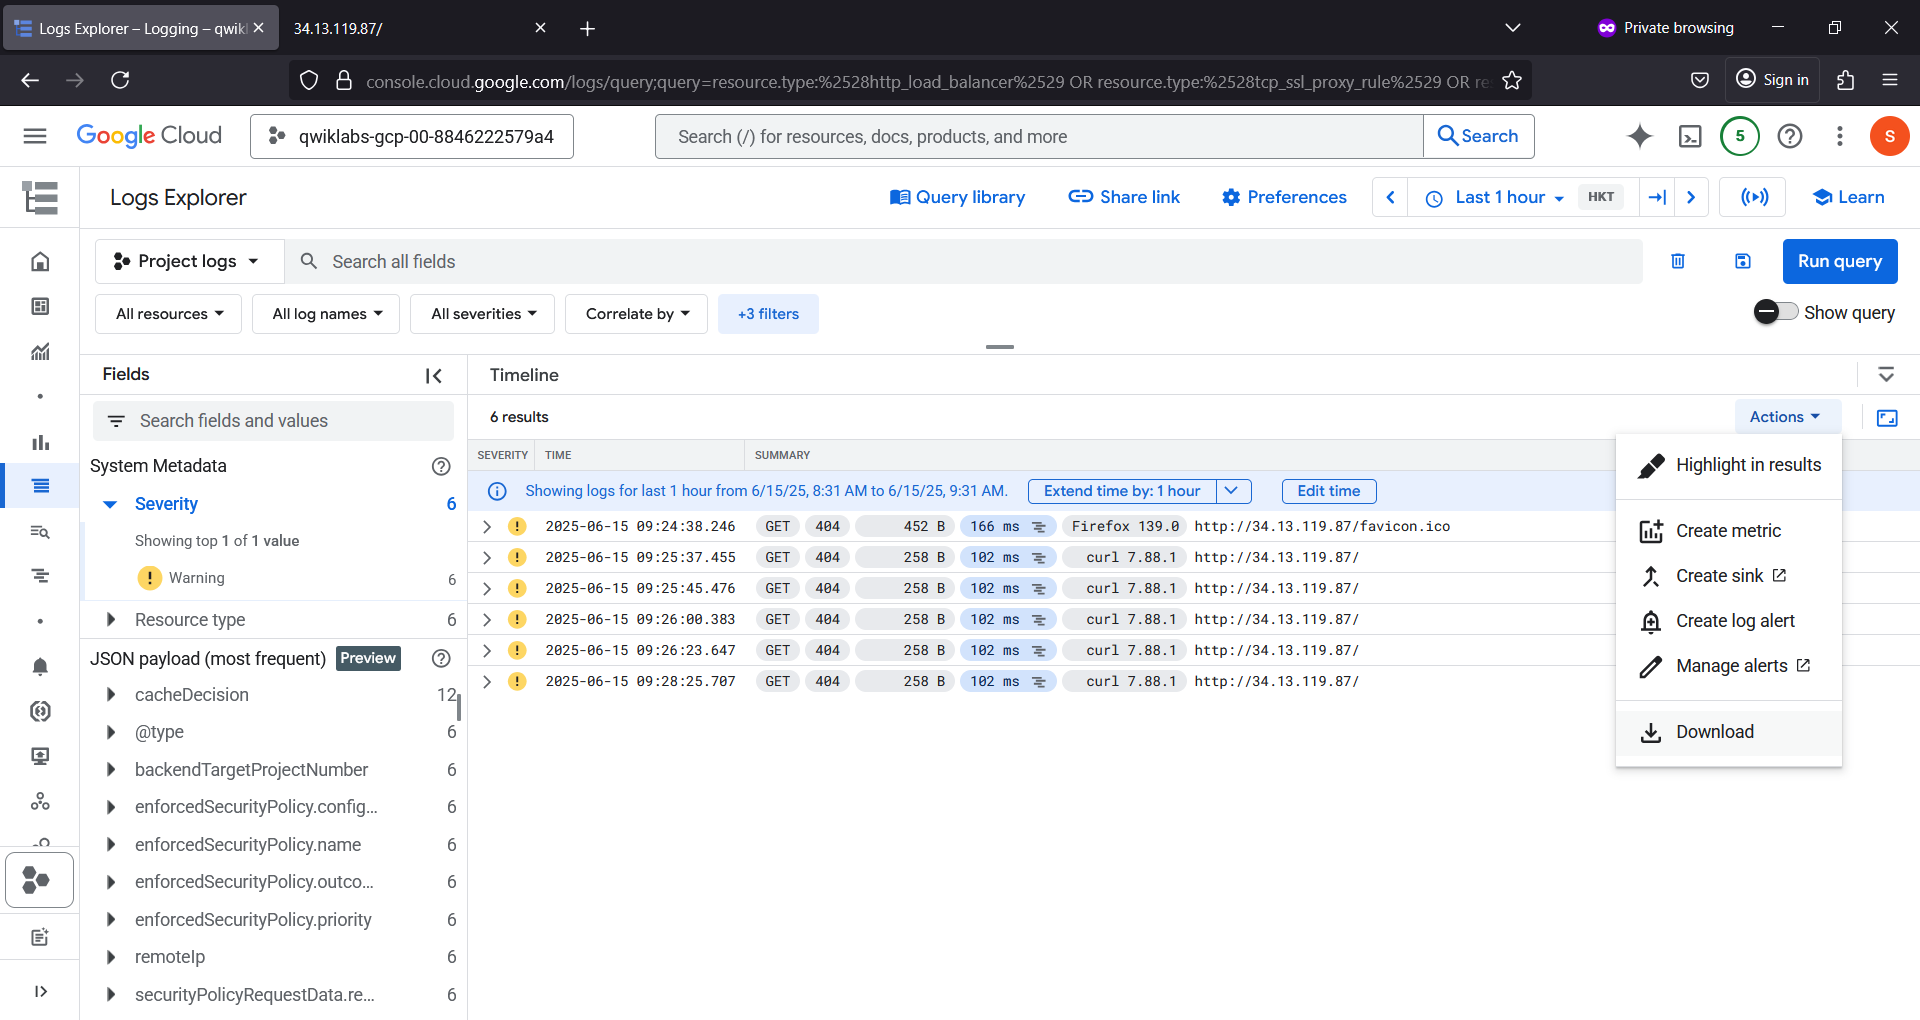 Logs Explorer – Logging – qwikl
34.13.119.87/
Private browsing
console.cloud.google.com/logs/query;query=resource.type:%2528http_load_balancer%2529 OR resource.type:%2528tcp_ssl_proxy_rule%2529 OR re
Sign in
Google Cloud
qwiklabs-gcp-00-8846222579a4
Search (/) for resources, docs, products, and more
Search
5
S
Logs Explorer
Query library
Share link
Preferences
Last 1 hour
HKT
Learn
Project logs
Search all fields
Run query
All resources
All log names
All severities
Correlate by
+3 filters
Show query
Fields
Timeline
Search fields and values
6 results
Actions
SEVERITY TIME SUMMARY
System Metadata
Severity 6
Showing top 1 of 1 value
Warning 6
Resource type 6
JSON payload (most frequent) Preview
cacheDecision 12
@type 6
backendTargetProjectNumber 6
enforcedSecurityPolicy.config... 6
enforcedSecurityPolicy.name 6
enforcedSecurityPolicy.outco... 6
enforcedSecurityPolicy.priority 6
remoteIp 6
securityPolicyRequestData.re... 6
Showing logs for last 1 hour from 6/15/25, 8:31 AM to 6/15/25, 9:31 AM. Extend time by: 1 hour Edit time
2025-06-15 09:24:38.246 GET 404 452 B 166 ms Firefox 139.0 http://34.13.119.87/favicon.ico
2025-06-15 09:25:37.455 GET 404 258 B 102 ms curl 7.88.1 http://34.13.119.87/
2025-06-15 09:25:45.476 GET 404 258 B 102 ms curl 7.88.1 http://34.13.119.87/
2025-06-15 09:26:00.383 GET 404 258 B 102 ms curl 7.88.1 http://34.13.119.87/
2025-06-15 09:26:23.647 GET 404 258 B 102 ms curl 7.88.1 http://34.13.119.87/
2025-06-15 09:28:25.707 GET 404 258 B 102 ms curl 7.88.1 http://34.13.119.87/
Highlight in results
Create metric
Create sink
Create log alert
Manage alerts
Download